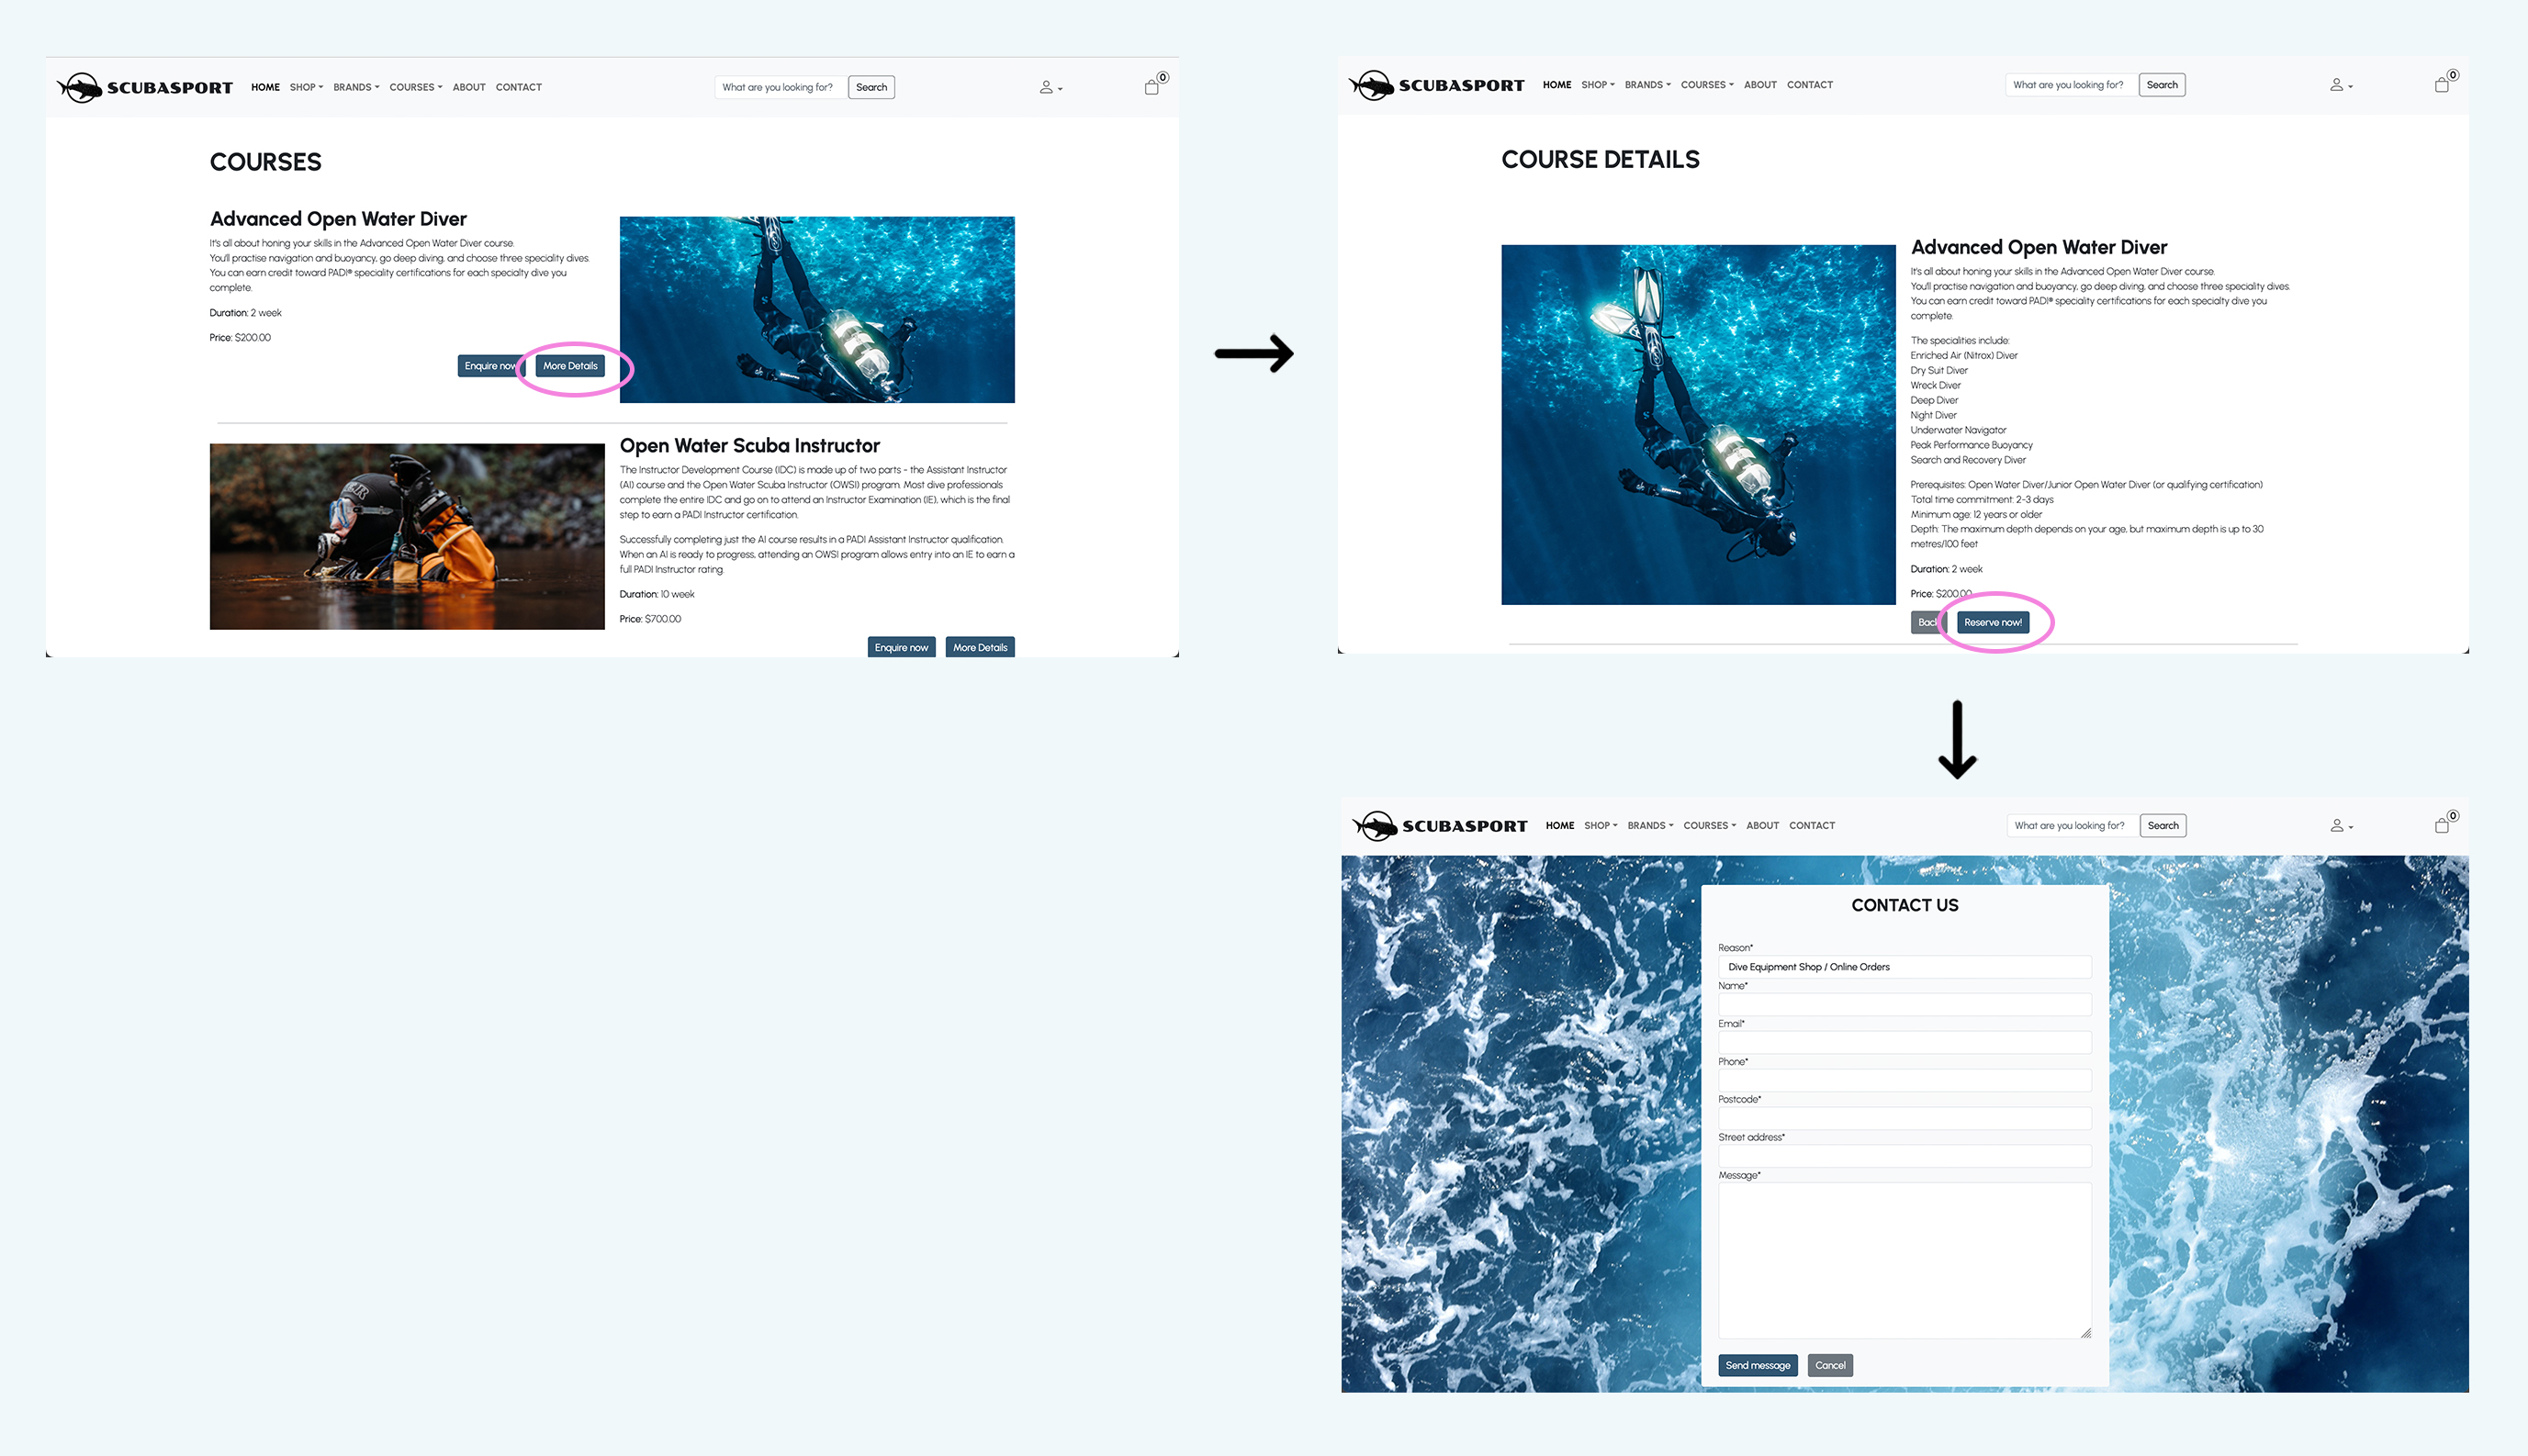 SCUBASPORT HOME SHOP BRANDS COURSES ABOUT CONTACT What are you looking for? Search 0
COURSES
Advanced Open Water Diver
It's all about honing your skills in the Advanced Open Water Diver course.
You'll practise navigation and buoyancy, go deep diving, and choose three speciality dives.
You can earn credit toward PADI® speciality certifications for each specialty dive you
complete.
Duration: 2 week
Price: $200.00
Enquire now More Details
Open Water Scuba Instructor
The Instructor Development Course (IDC) is made up of two parts - the Assistant Instructor
(AI) course and the Open Water Scuba Instructor (OWSI) program. Most dive professionals
complete the entire IDC and go on to attend an Instructor Examination (IE), which is the final
step to earn a PADI Instructor certification.
Successfully completing just the AI course results in a PADI Assistant Instructor qualification.
When an AI is ready to progress, attending an OWSI program allows entry into an IE to earn a
full PADI Instructor rating.
Duration: 10 week
Price: $700.00
Enquire now More Details
SCUBASPORT HOME SHOP BRANDS COURSES ABOUT CONTACT What are you looking for? Search 0
COURSE DETAILS
Advanced Open Water Diver
It's all about honing your skills in the Advanced Open Water Diver course.
You'll practise navigation and buoyancy, go deep diving, and choose three speciality dives.
You can earn credit toward PADI® speciality certifications for each specialty dive you
complete.
The specialities include:
Enriched Air (Nitrox) Diver
Dry Suit Diver
Wreck Diver
Deep Diver
Night Diver
Underwater Navigator
Peak Performance Buoyancy
Search and Recovery Diver
Prerequisites: Open Water Diver/Junior Open Water Diver (or qualifying certification)
Total time commitment: 2-3 days
Minimum age: 12 years or older
Depth: The maximum depth depends on your age, but maximum depth is up to 30
metres/100 feet
Duration: 2 week
Price: $200.00
Back Reserve now!
SCUBASPORT HOME SHOP BRANDS COURSES ABOUT CONTACT What are you looking for? Search 0
CONTACT US
Reason*
Dive Equipment Shop / Online Orders
Name*
Email*
Phone*
Postcode*
Street address*
Message*
Send message Cancel